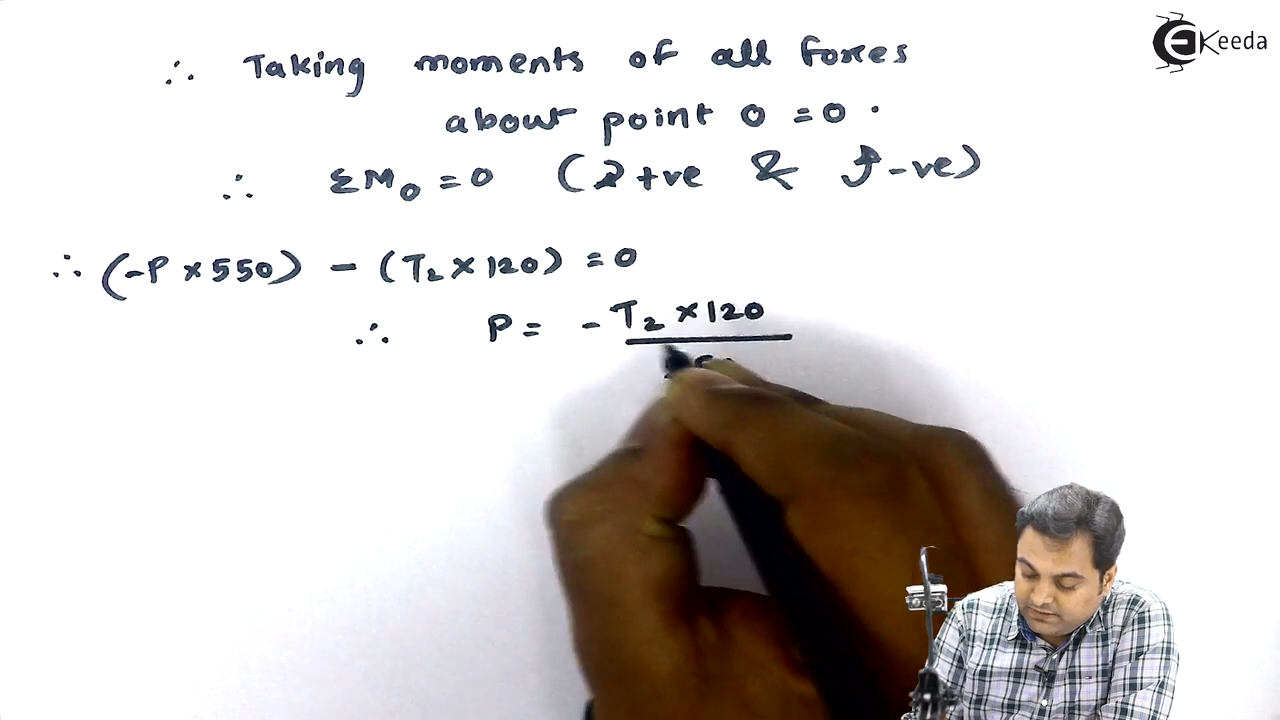 Keeda
∴ Taking moments of all forces
about point O = 0.
∴ ΣM₀ = 0 (↻ +ve & ↺ -ve)
∴ (-P × 550) - (T₂ × 120) = 0
∴ P = - T₂ × 120